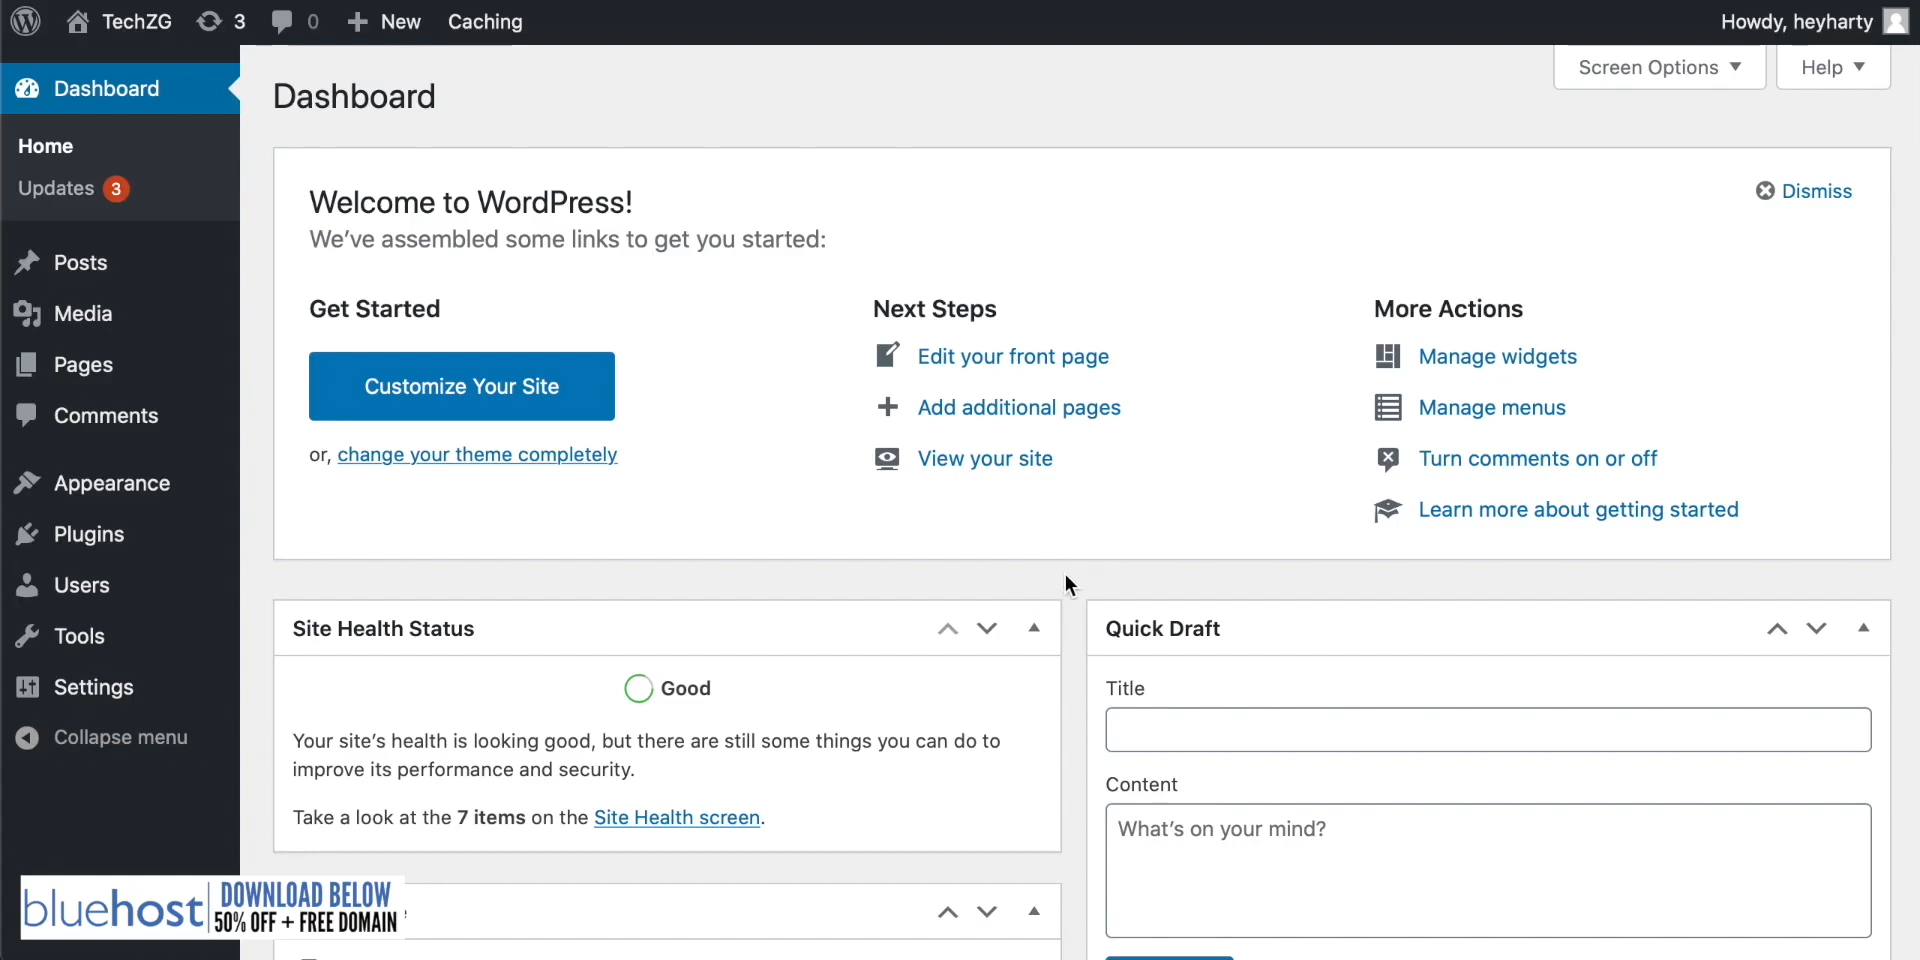 TechZG 3 0 New Caching Howdy, heyharty
Dashboard
Home
Updates 3
Posts
Media
Pages
Comments
Appearance
Plugins
Users
Tools
Settings
Collapse menu
Screen Options Help
Dashboard
Welcome to WordPress!
Dismiss
We've assembled some links to get you started:
Get Started
Customize Your Site
or, change your theme completely
Next Steps
Edit your front page
Add additional pages
View your site
More Actions
Manage widgets
Manage menus
Turn comments on or off
Learn more about getting started
Site Health Status
Good
Your site's health is looking good, but there are still some things you can do to
improve its performance and security.
Take a look at the 7 items on the Site Health screen.
Quick Draft
Title
Content
What's on your mind?
bluehost
DOWNLOAD BELOW
50% OFF + FREE DOMAIN